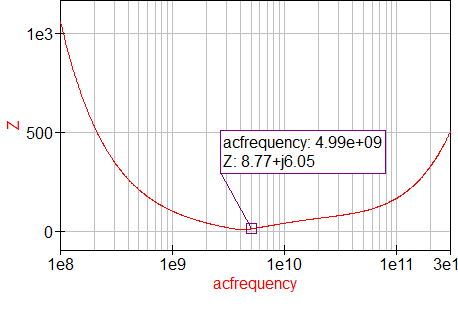 1e3
Z
500
acfrequency: 4.99e+09
Z: 8.77+j6.05
0
1e8 1e9 1e10 1e11 3e1
acfrequency